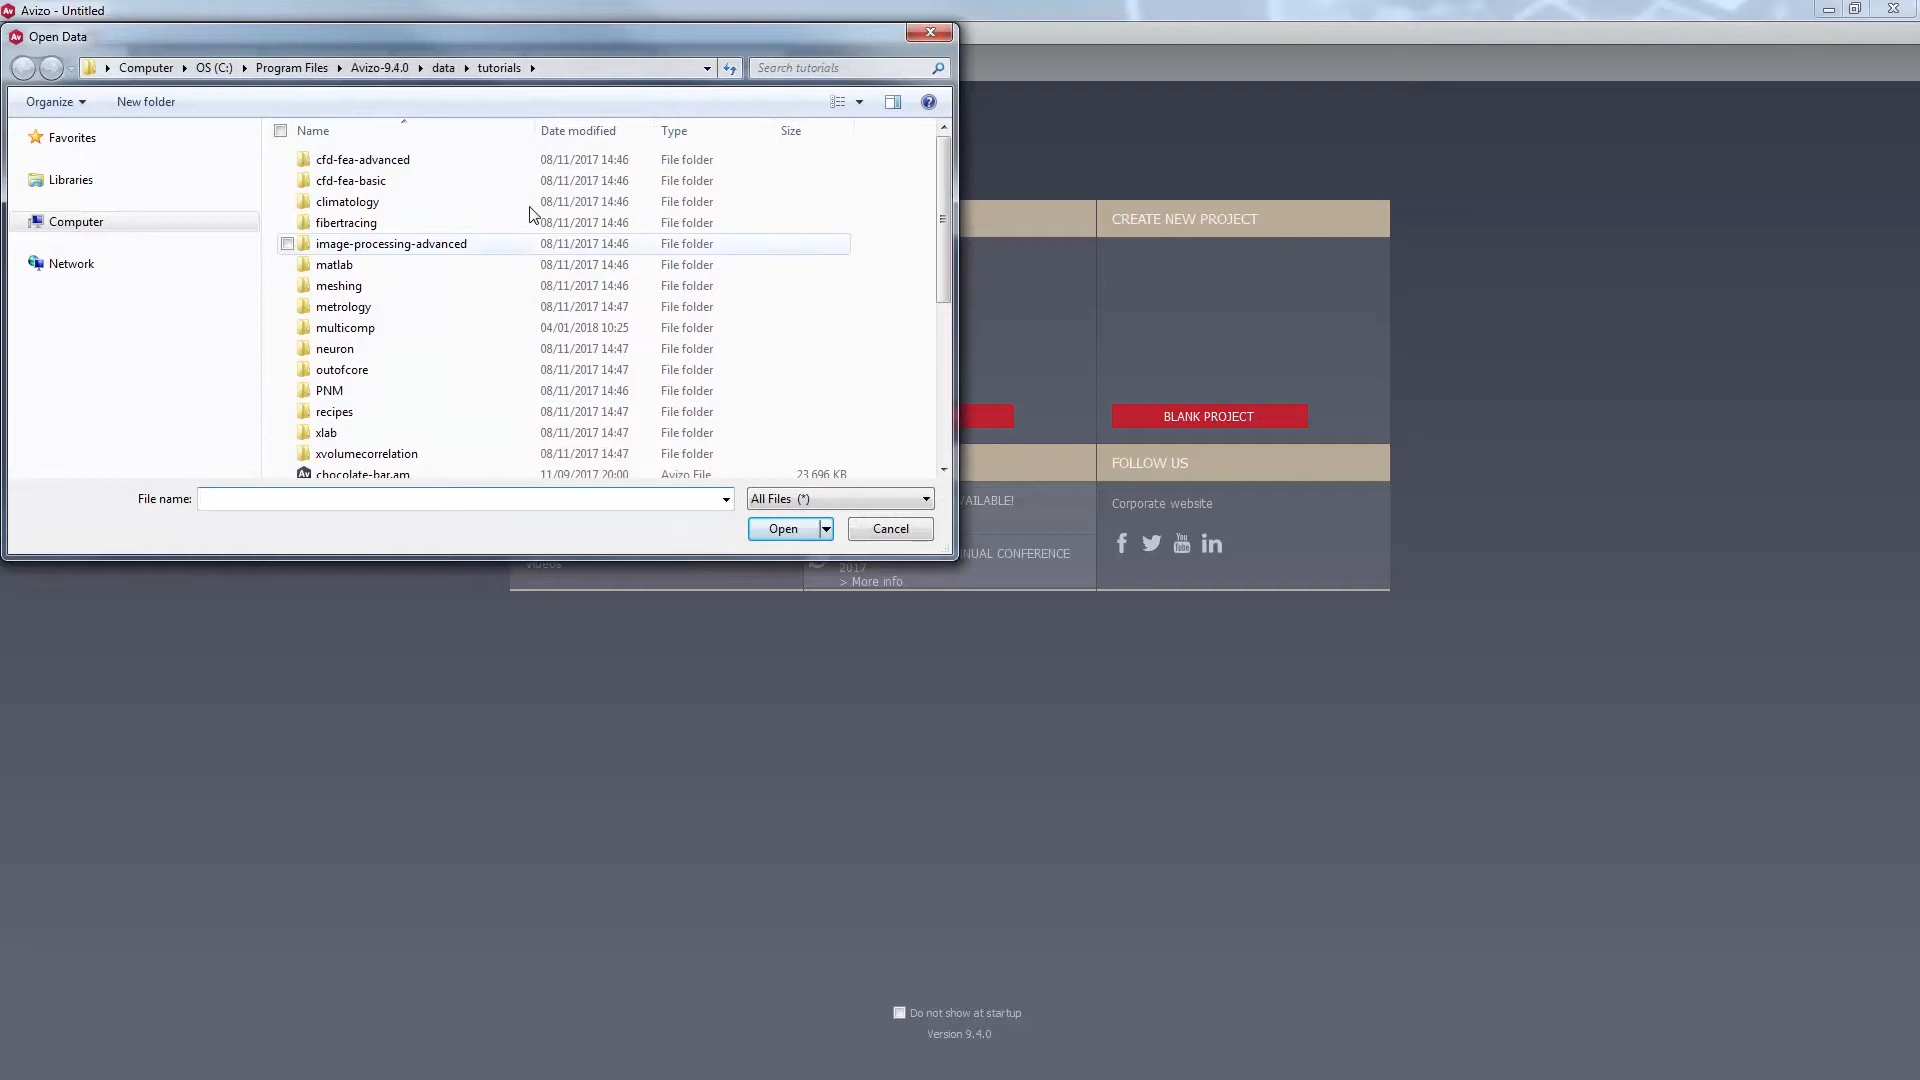 Avizo - Untitled
Open Data
Computer OS (C:) Program Files Avizo-9.4.0 data tutorials
Search tutorials
Organize New folder
Favorites
Libraries
Computer
Network
Name Date modified Type Size
cfd-fea-advanced 08/11/2017 14:46 File folder
cfd-fea-basic 08/11/2017 14:46 File folder
climatology 08/11/2017 14:46 File folder
fibertracing 08/11/2017 14:46 File folder
image-processing-advanced 08/11/2017 14:46 File folder
matlab 08/11/2017 14:46 File folder
meshing 08/11/2017 14:46 File folder
metrology 08/11/2017 14:47 File folder
multicomp 04/01/2018 10:25 File folder
neuron 08/11/2017 14:47 File folder
outofcore 08/11/2017 14:47 File folder
PNM 08/11/2017 14:46 File folder
recipes 08/11/2017 14:47 File folder
xlab 08/11/2017 14:47 File folder
xvolumecorrelation 08/11/2017 14:47 File folder
chocolate-bar.am 11/09/2017 20:00 Avizo File 23 696 KB
File name: All Files (*)
Open Cancel
CREATE NEW PROJECT
BLANK PROJECT
FOLLOW US
Corporate website
Videos
2017
> More info
CONFERENCE
Do not show at startup
Version 9.4.0